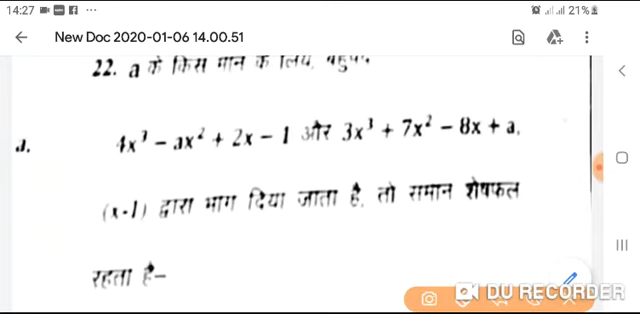 14:27 21%
New Doc 2020-01-06 14.00.51
22. a के किस मान के लिये,
4x³ – ax² + 2x – 1 और 3x³ + 7x² – 8x + a,
(x-1) द्वारा भाग दिया जाता है, तो समान शेषफल
रहता है–
DU RECORDER